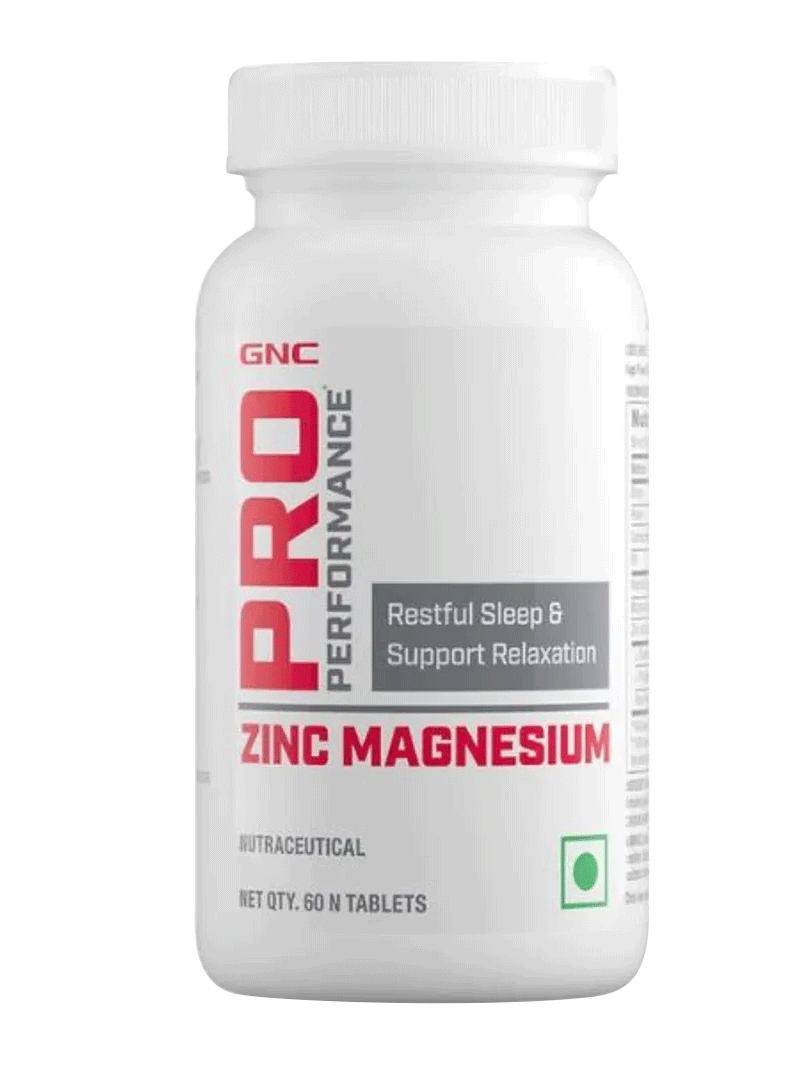 GNC
PRO
PERFORMANCE
Restful Sleep &
Support Relaxation
ZINC MAGNESIUM
NUTRACEUTICAL
NET QTY. 60 N TABLETS